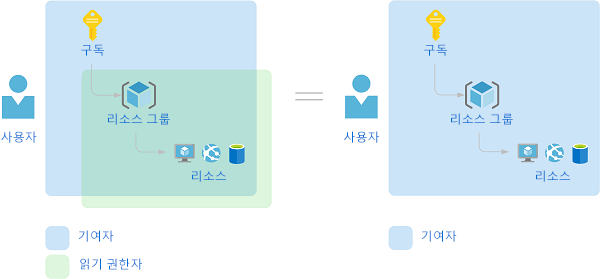 구독
리소스 그룹
사용자
리소스
기여자
읽기 권한자
구독
리소스 그룹
사용자
리소스
기여자